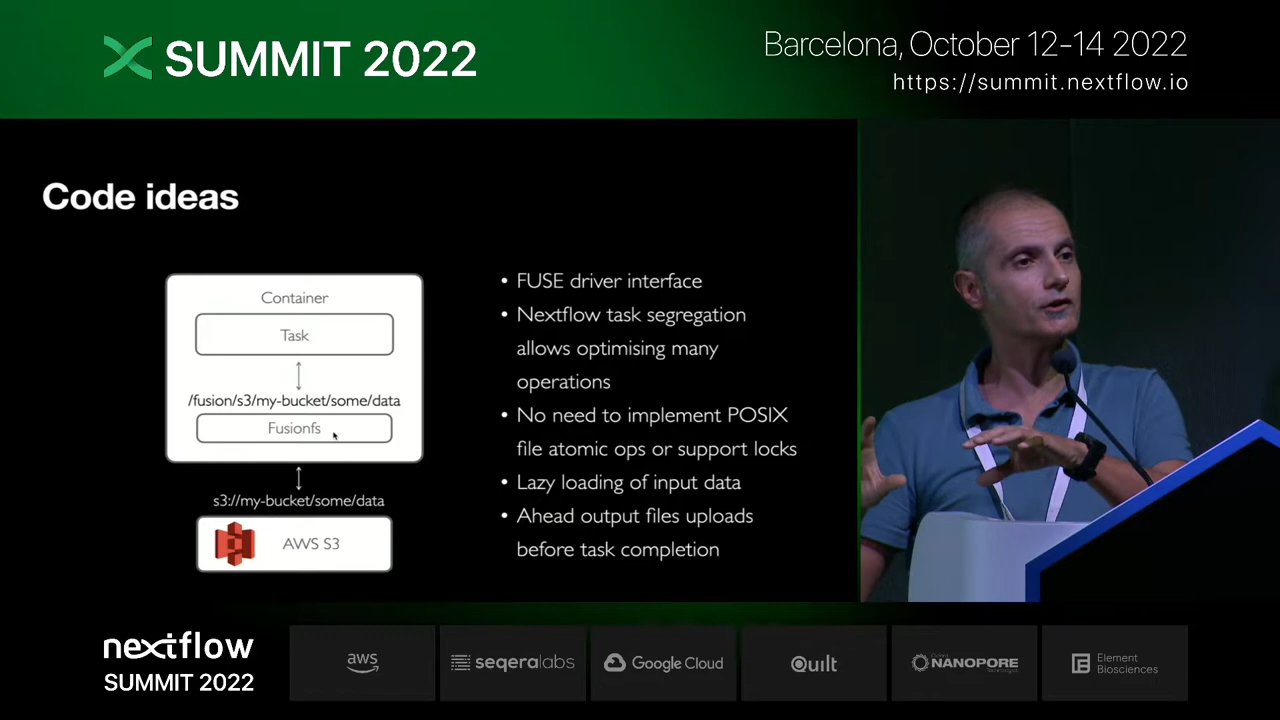 SUMMIT 2022
Barcelona, October 12-14 2022
https://summit.nextflow.io
Code ideas
Container
Task
/fusion/s3/my-bucket/some/data
Fusionfs
s3://my-bucket/some/data
AWS S3
• FUSE driver interface
• Nextflow task segregation
allows optimising many
operations
• No need to implement POSIX
file atomic ops or support locks
• Lazy loading of input data
• Ahead output files uploads
before task completion
nextflow
SUMMIT 2022
aws
seqeralabs
Google Cloud
Quilt
NANOPORE
Element
Biosciences